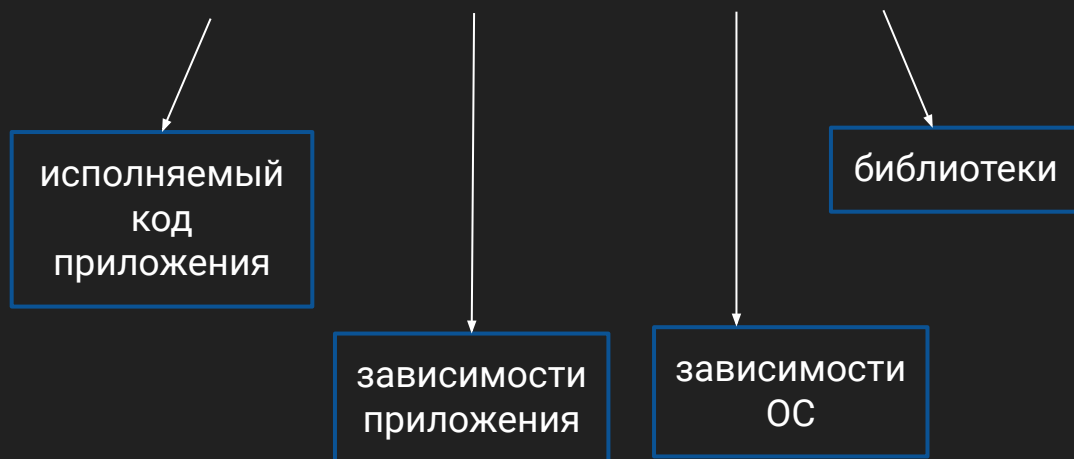 исполняемый
код
приложения
зависимости
приложения
зависимости
ОС
библиотеки